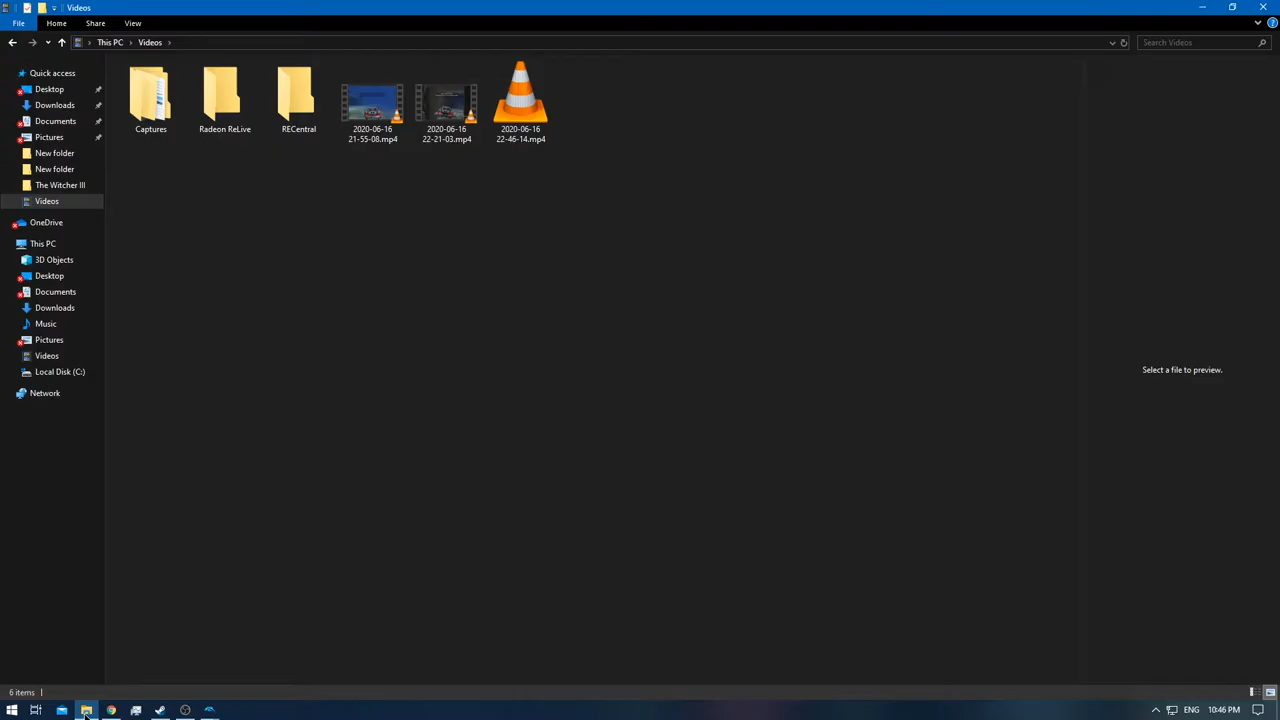 Videos
File Home Share View
This PC Videos Search Videos
Quick access
Desktop
Downloads
Documents
Pictures
New folder
New folder
The Witcher III
Videos
OneDrive
This PC
3D Objects
Desktop
Documents
Downloads
Music
Pictures
Videos
Local Disk (C:)
Network
Captures
Radeon ReLive
RECentral
2020-06-16
21-55-08.mp4
2020-06-16
22-21-03.mp4
2020-06-16
22-46-14.mp4
Select a file to preview.
6 items
ENG 10:46 PM